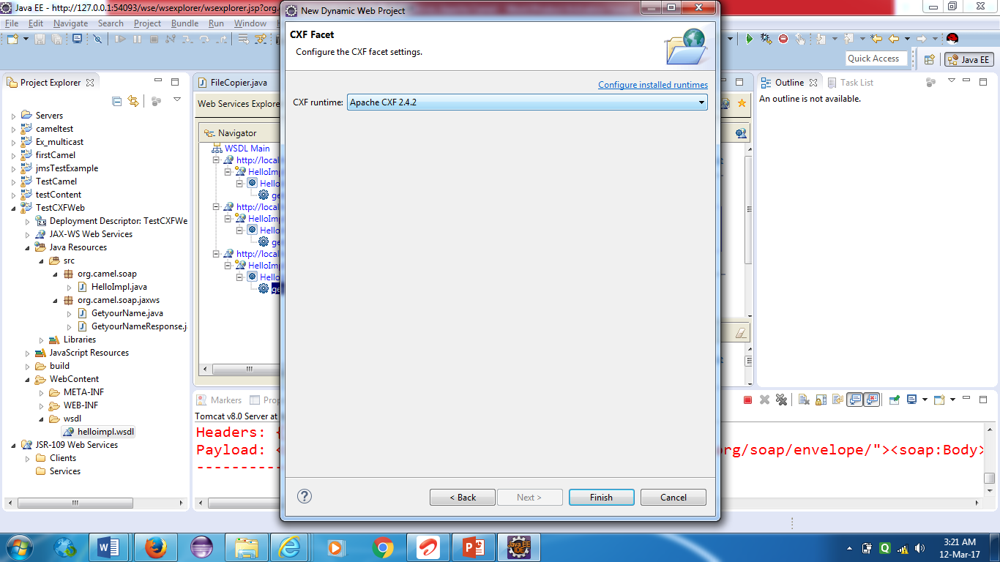 Java EE - http://127.0.0.1:54093/wse/wsexplorer/wsexplorer.jsp?org.
File Edit Navigate Search Project Bundle Run Window
Quick Access
Java EE
New Dynamic Web Project
CXF Facet
Configure the CXF facet settings.
Configure installed runtimes
CXF runtime: Apache CXF 2.4.2
< Back Next > Finish Cancel
Project Explorer
Servers
cameltest
Ex_multicast
firstCamel
jmsTestExample
TestCamel
testContent
TestCXFWeb
Deployment Descriptor: TestCXFWe
JAX-WS Web Services
Java Resources
src
org.camel.soap
HelloImpl.java
org.camel.soap.jaxws
GetyourName.java
GetyourNameResponse.j
Libraries
JavaScript Resources
build
WebContent
META-INF
WEB-INF
wsdl
helloimpl.wsdl
JSR-109 Web Services
Clients
Services
FileCopier.java
Web Services Explore
Navigator
WSDL Main
http://local
HelloImp
Hello
ge
http://local
HelloImp
Hello
ge
http://local
HelloImp
Hello
ge
Outline Task List
An outline is not available.
Markers Prop
Tomcat v8.0 Server at
Headers: {
Payload: < org/soap/envelope/"><soap:Body>
-----------
Java EE IDE
3:21 AM
12-Mar-17